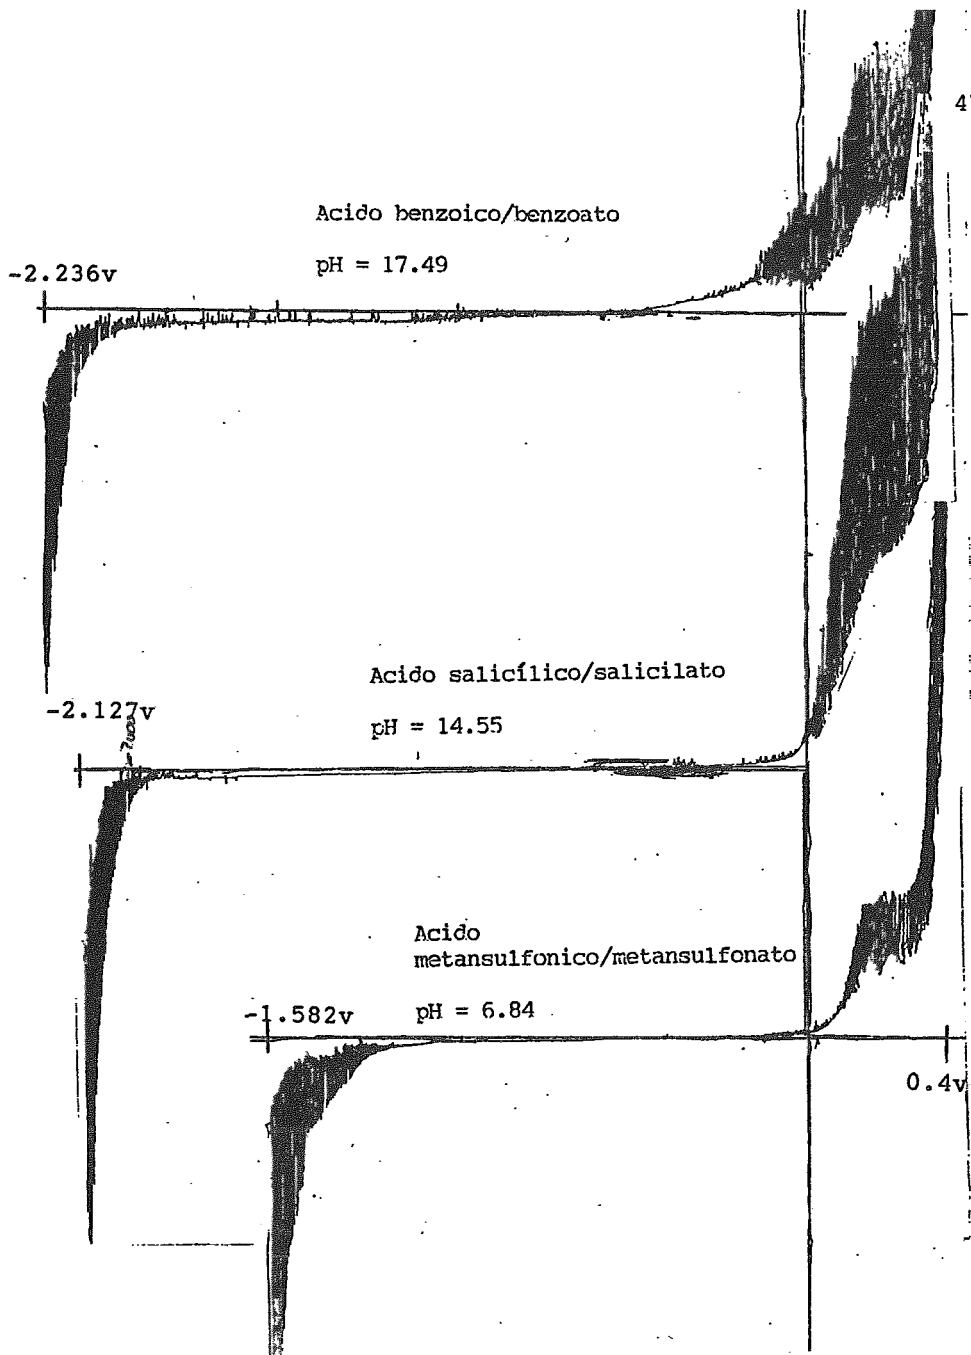 4
Acido benzoico/benzoato
pH = 17.49
-2.236v
Acido salicílico/salicilato
pH = 14.55
-2.127v
Acido
metansulfonico/metansulfonato
pH = 6.84
-1.582v
0.4v